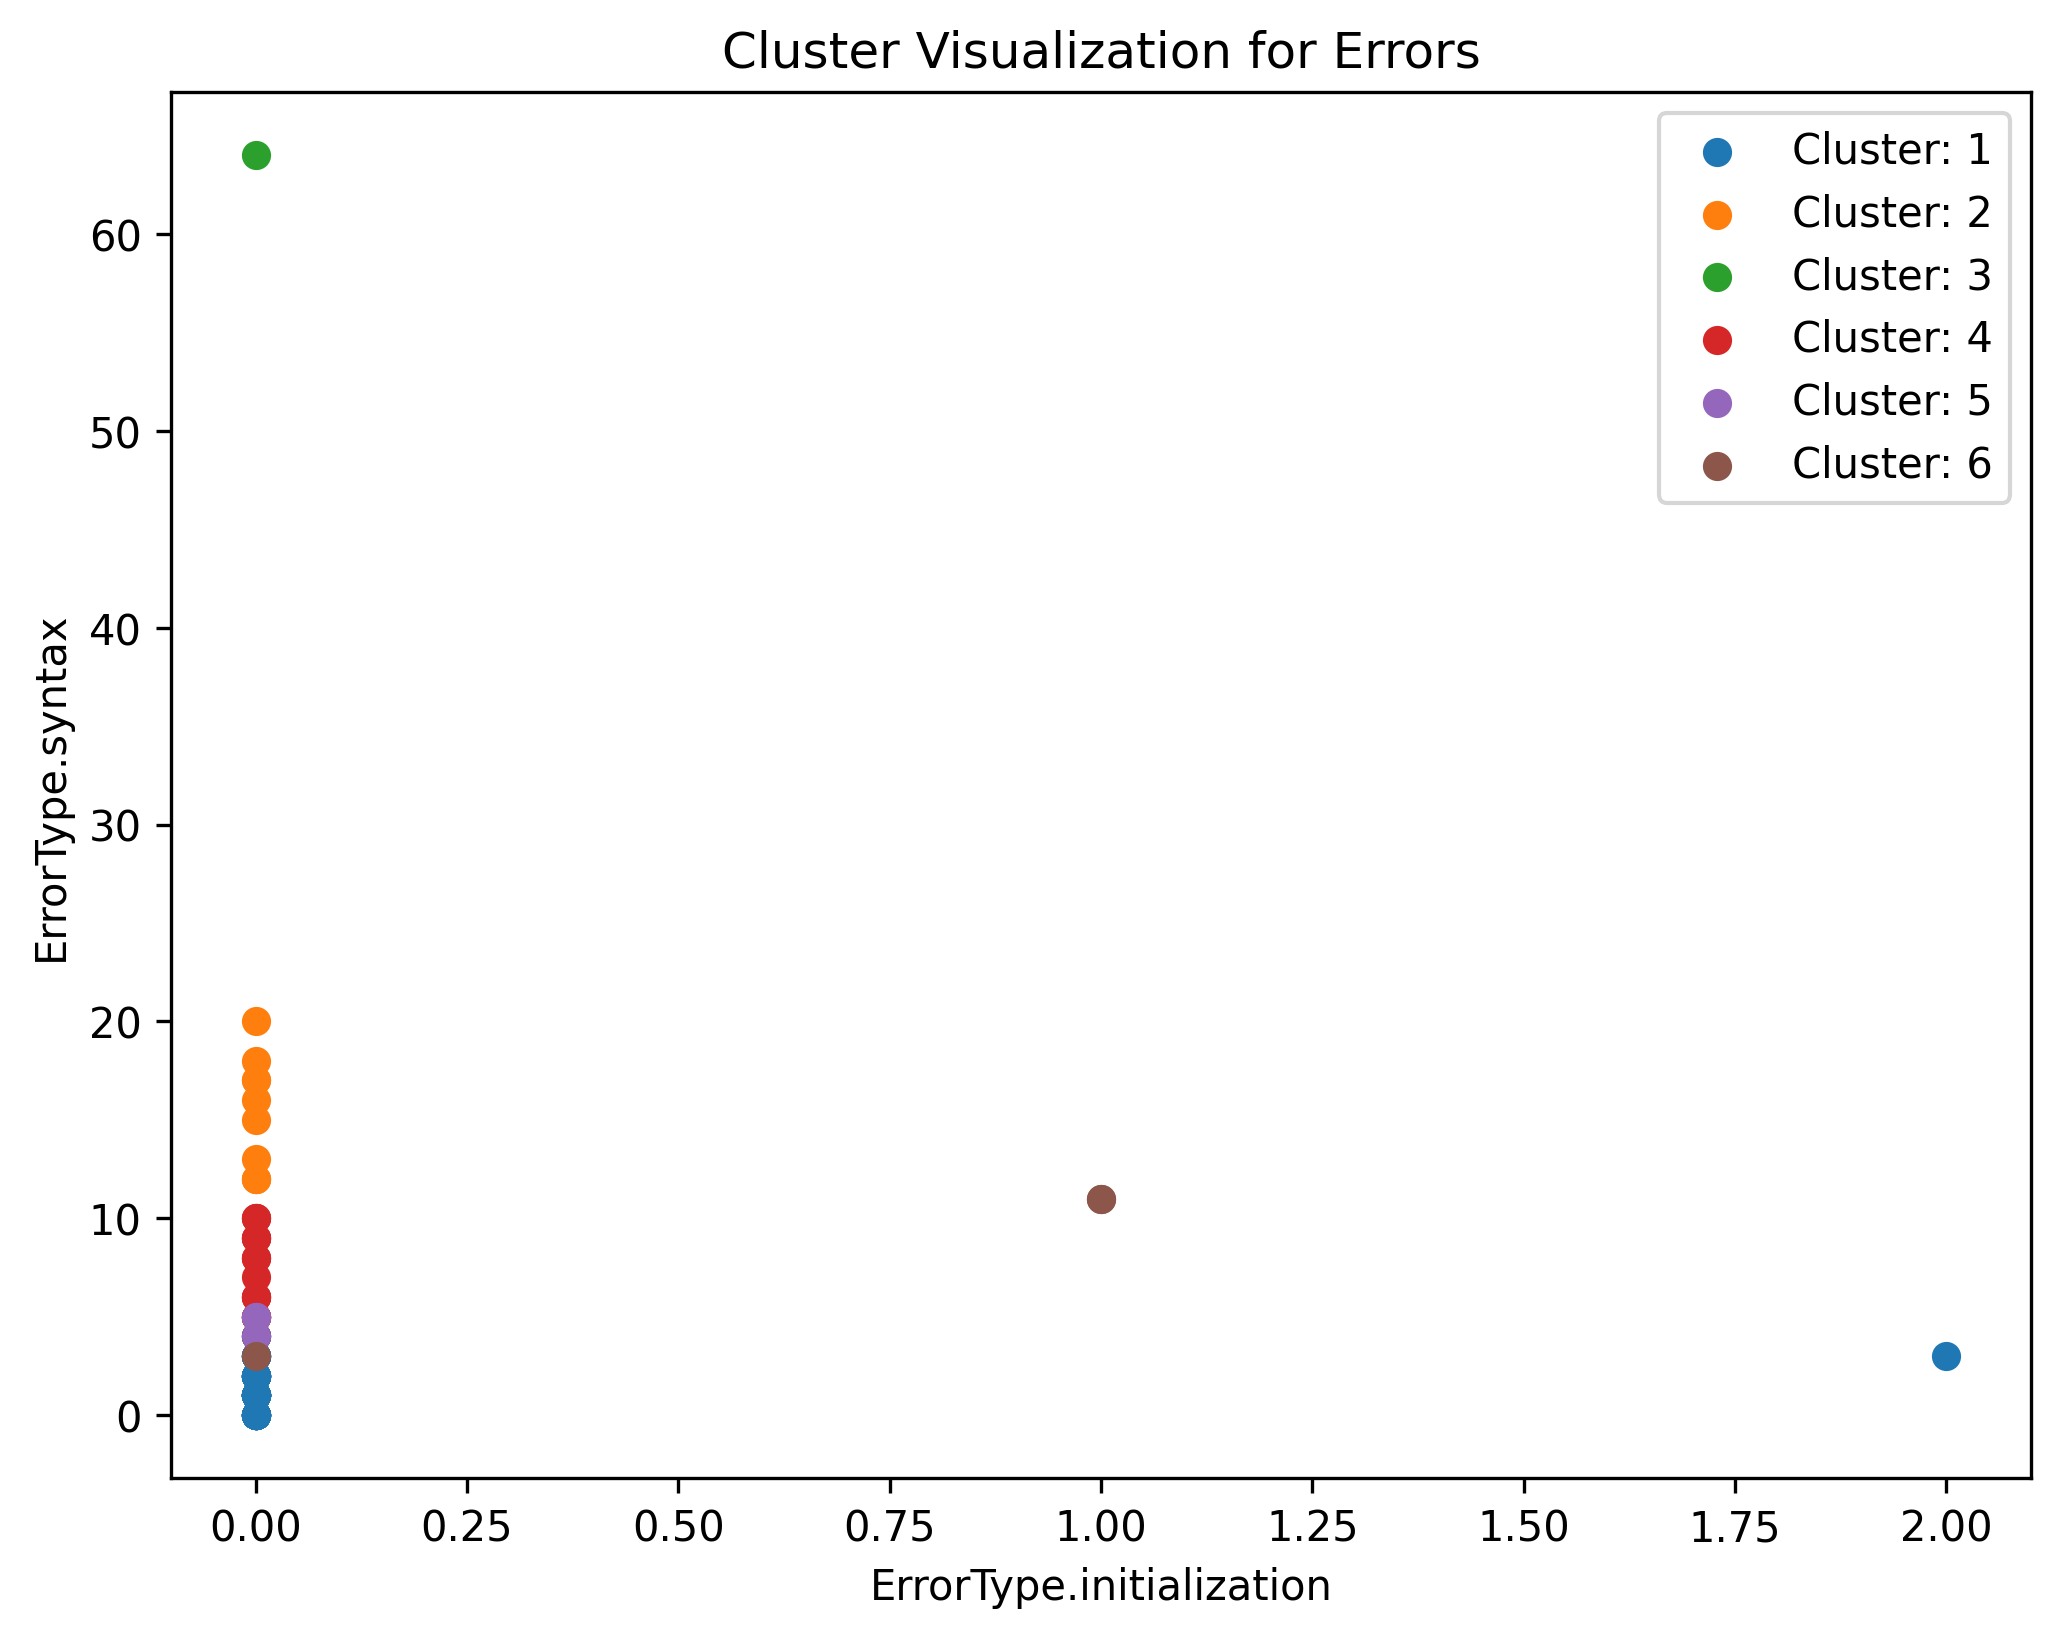 Cluster Visualization for Errors
Cluster: 1
Cluster: 2
Cluster: 3
Cluster: 4
Cluster: 5
Cluster: 6
ErrorType.syntax
60
50
40
30
20
10
0
0.00 0.25 0.50 0.75 1.00 1.25 1.50 1.75 2.00
ErrorType.initialization